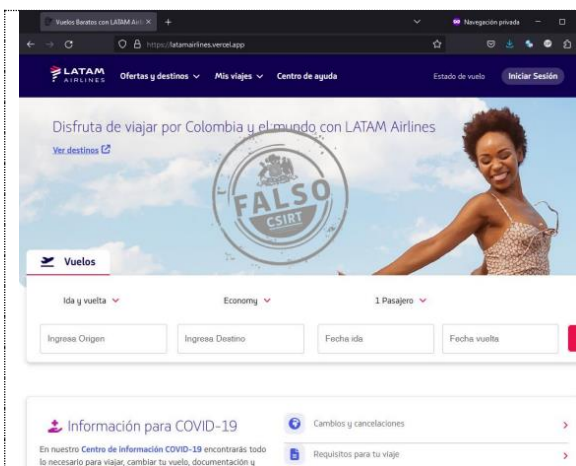 Vuelos Baratos con LATAM Airl
Navegación privada
https://latamairlines.vercel.app
LATAM
AIRLINES
Ofertas y destinos
Mis viajes
Centro de ayuda
Estado de vuelo
Iniciar Sesión
Disfruta de viajar por Colombia y el mundo con LATAM Airlines
Ver destinos
FALSO
CSIRT
Vuelos
Ida y vuelta
Economy
1 Pasajero
Ingresa Origen
Ingresa Destino
Fecha ida
Fecha vuelta
Información para COVID-19
En nuestro Centro de información COVID-19 encontrarás todo
lo necesario para viajar, cambiar tu vuelo, documentación y
Cambios y cancelaciones
Requisitos para tu viaje